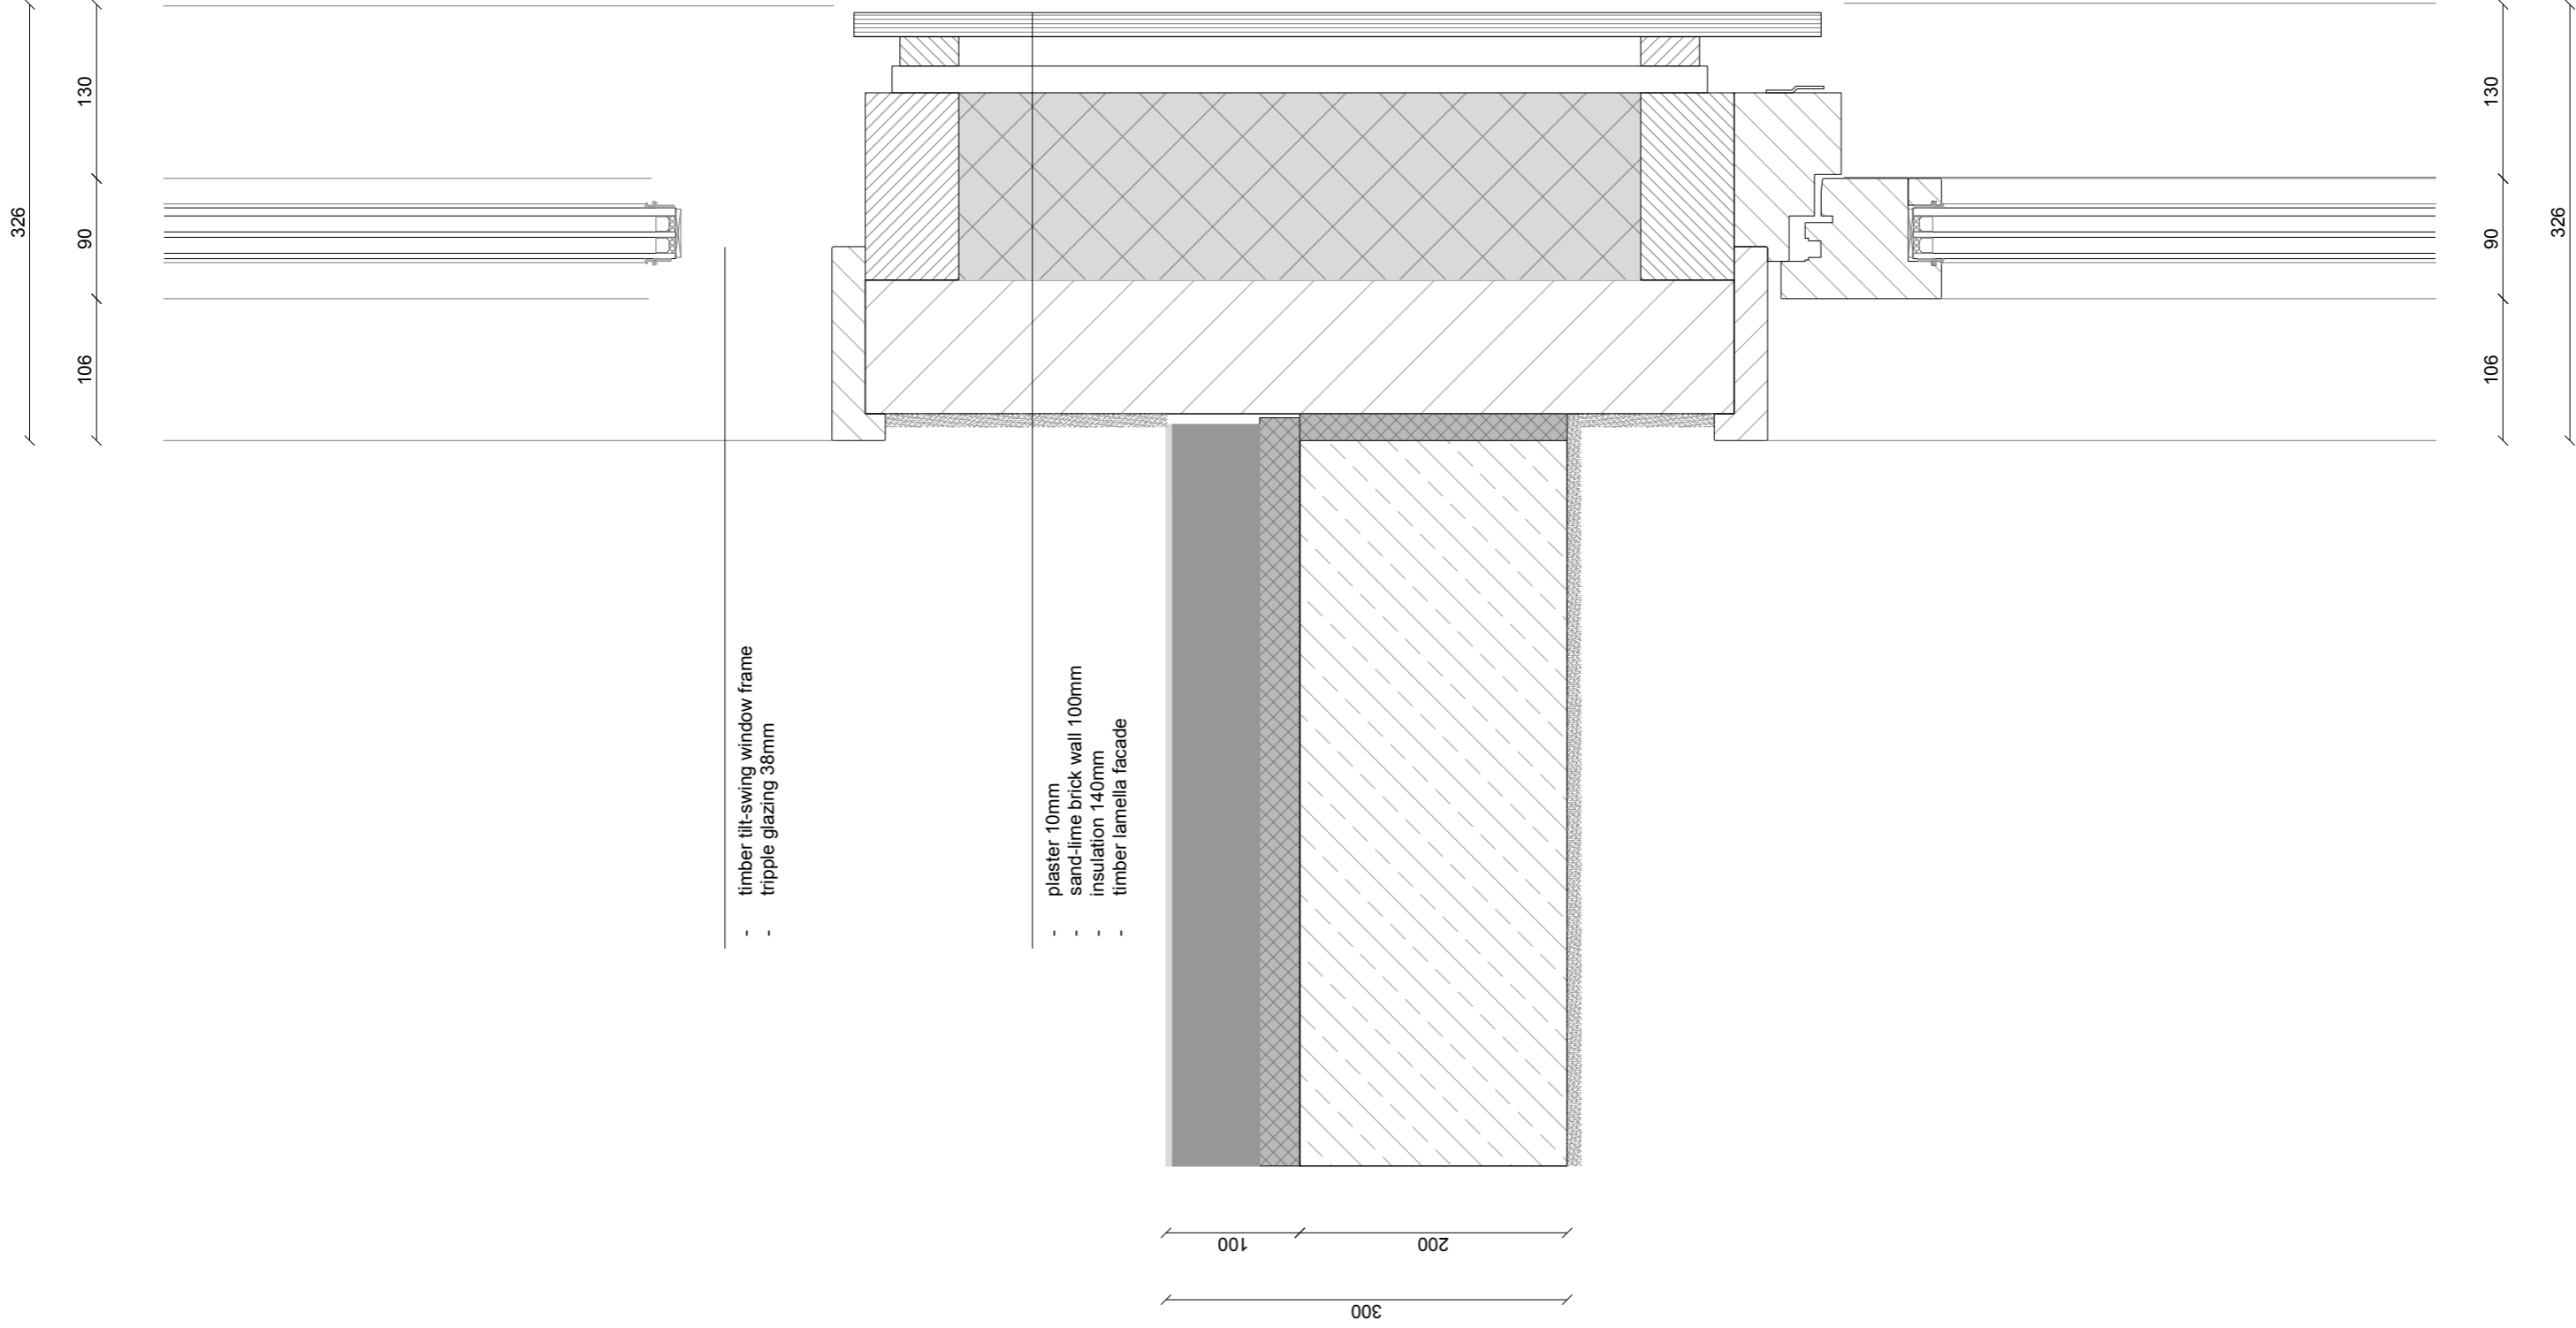 326
130
90
106
130
90
106
326
- timber tilt-swing window frame
- tripple glazing 38mm
- plaster 10mm
- sand-lime brick wall 100mm
- insulation 140mm
- timber lamella facade
100
200
300